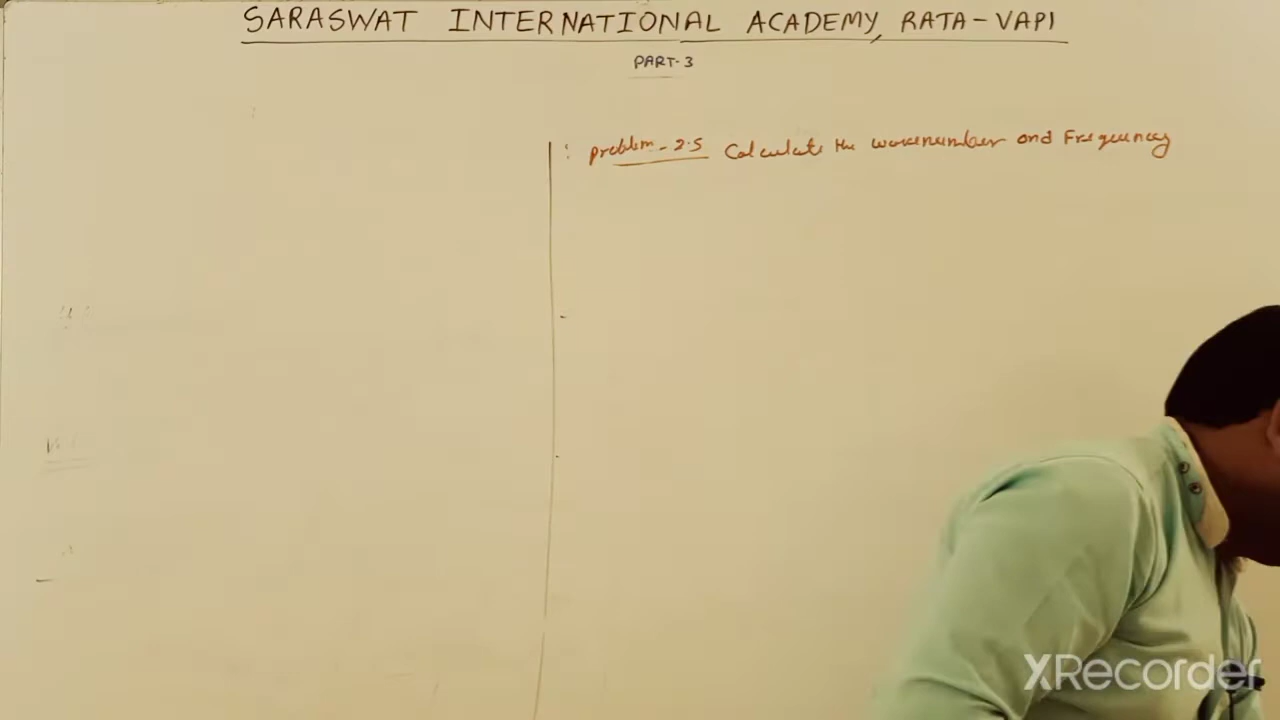 SARASWAT INTERNATIONAL ACADEMY, RATA-VAPI
PART-3
: Problem-2.5 Calculate the wavenumber and Frequency
XRecorder